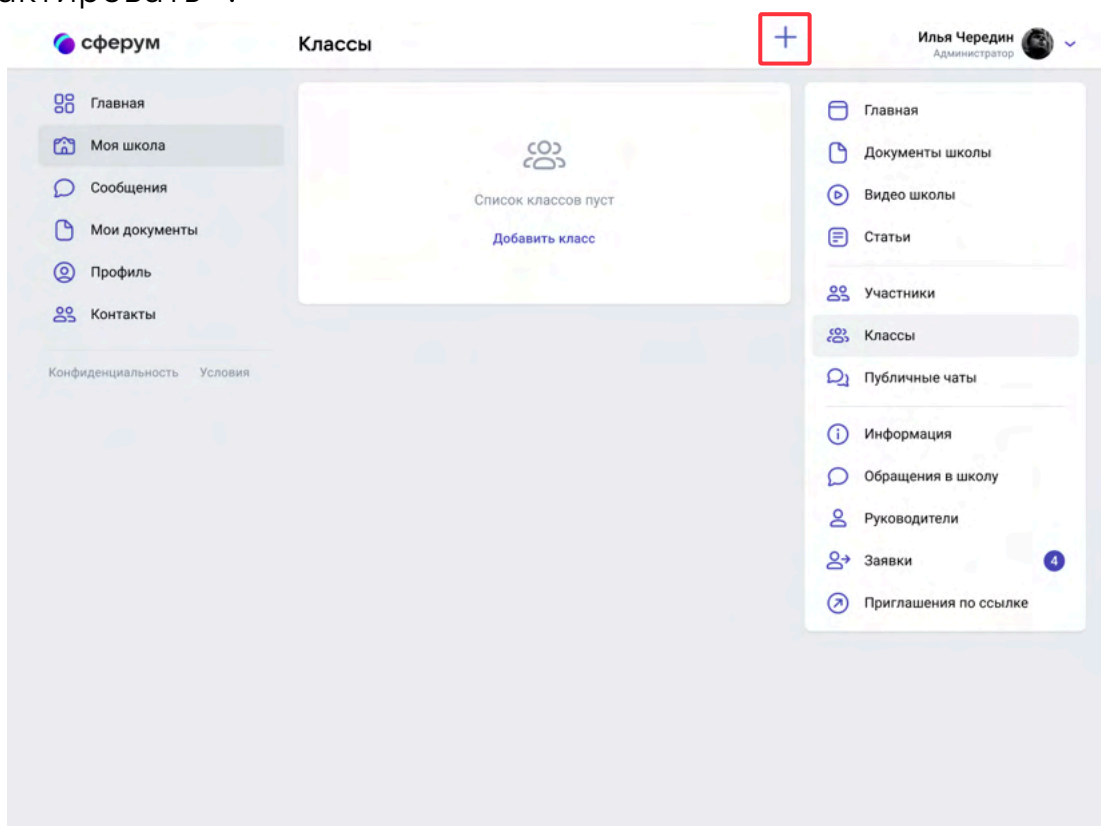 сферум
Классы
Илья Чередин
Администратор
Главная
Моя школа
Сообщения
Мои документы
Профиль
Контакты
Конфиденциальность Условия
Список классов пуст
Добавить класс
Главная
Документы школы
Видео школы
Статьи
Участники
Классы
Публичные чаты
Информация
Обращения в школу
Руководители
Заявки 4
Приглашения по ссылке